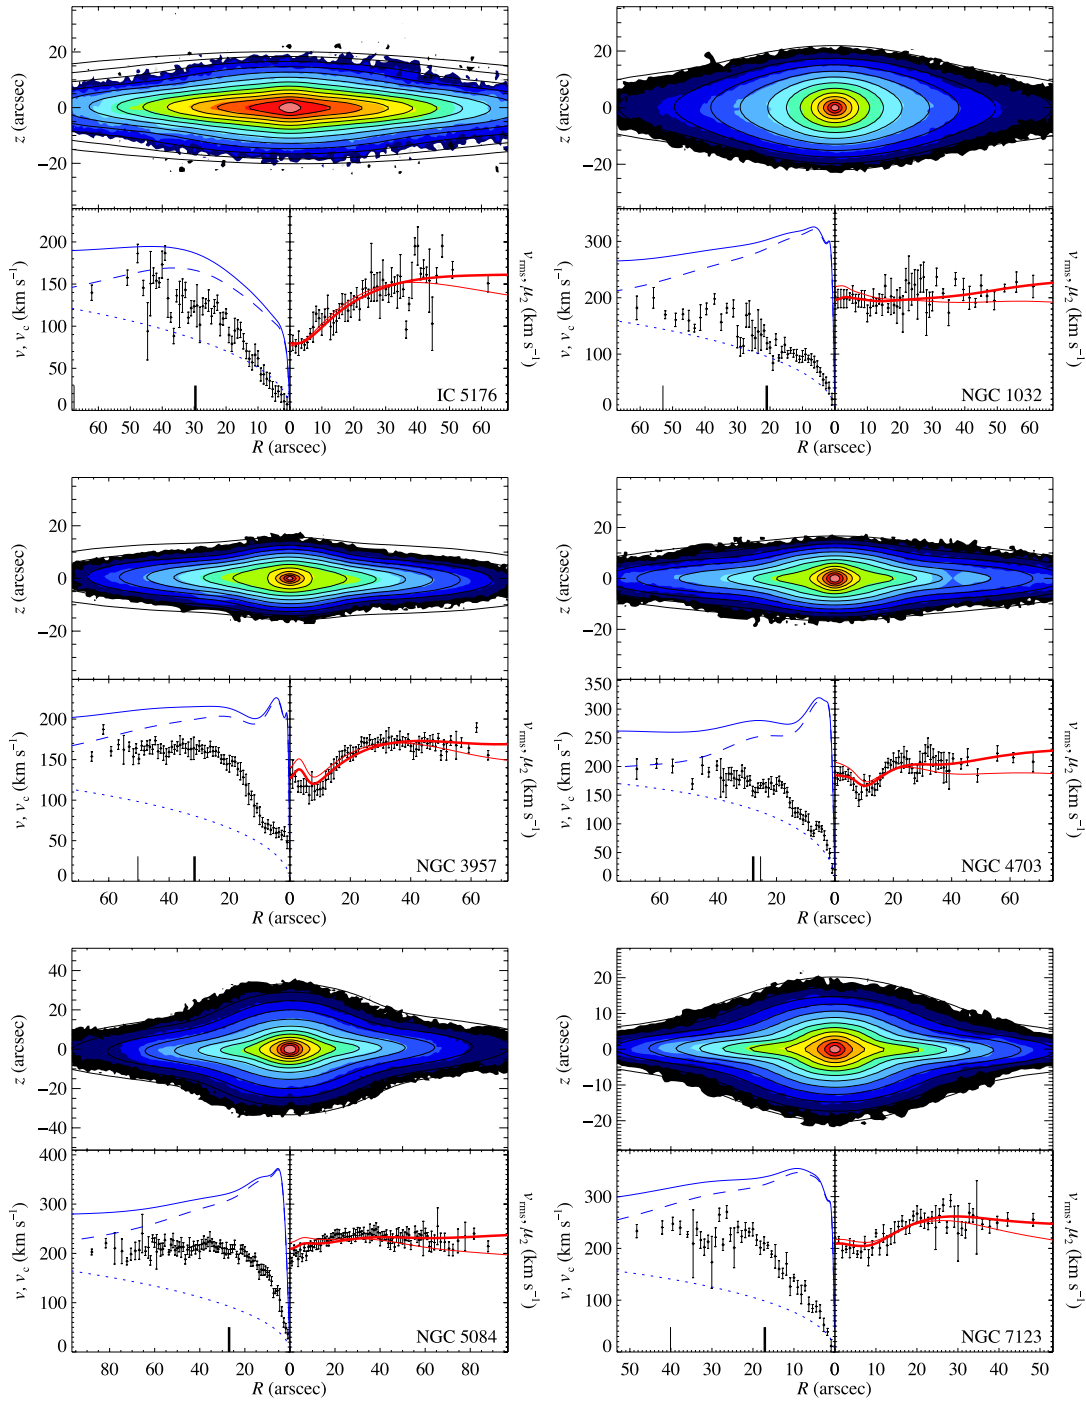 20
0
−20
z (arcsec)
200
150
100
50
0
v, vc (km s−1)
vrms, μ2 (km s−1)
IC 5176
60 50 40 30 20 10 0 10 20 30 40 50 60
R (arcsec)
20
0
−20
z (arcsec)
300
200
100
0
v, vc (km s−1)
vrms, μ2 (km s−1)
NGC 1032
60 50 40 30 20 10 0 10 20 30 40 50 60
R (arcsec)
20
0
−20
z (arcsec)
200
150
100
50
0
v, vc (km s−1)
vrms, μ2 (km s−1)
NGC 3957
60 40 20 0 20 40 60
R (arcsec)
20
0
−20
z (arcsec)
350
300
250
200
150
100
50
0
v, vc (km s−1)
vrms, μ2 (km s−1)
NGC 4703
60 40 20 0 20 40 60
R (arcsec)
40
20
0
−20
−40
z (arcsec)
400
300
200
100
0
v, vc (km s−1)
vrms, μ2 (km s−1)
NGC 5084
80 60 40 20 0 20 40 60 80
R (arcsec)
20
10
0
−10
−20
z (arcsec)
300
200
100
0
v, vc (km s−1)
vrms, μ2 (km s−1)
NGC 7123
50 40 30 20 10 0 10 20 30 40 50
R (arcsec)